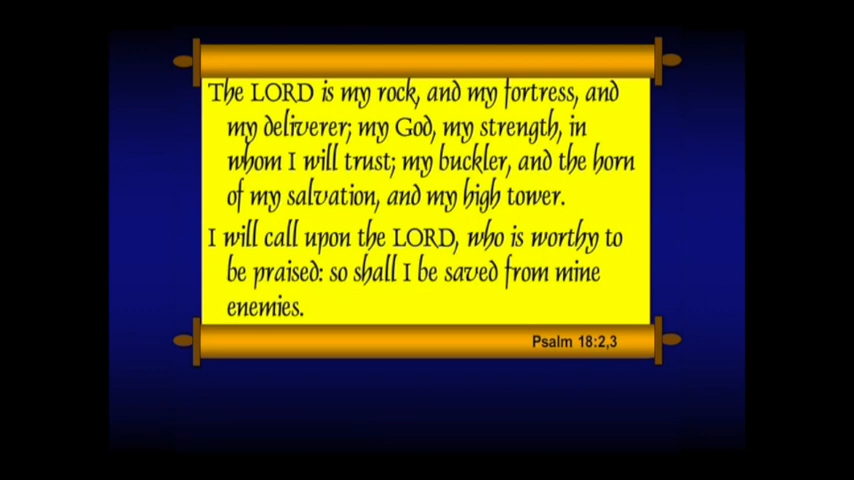 The LORD is my rock, and my fortress, and
my deliverer; my God, my strength, in
whom I will trust; my buckler, and the horn
of my salvation, and my high tower.
I will call upon the LORD, who is worthy to
be praised: so shall I be saved from mine
enemies.
Psalm 18:2,3